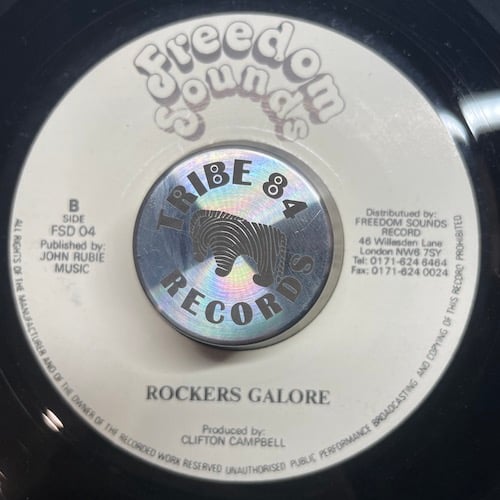 Freedom
Sounds
TRIBE 84
RECORDS
B
SIDE
FSD 04
Published by:
JOHN RUBIE
MUSIC
Distributued by:
FREEDOM SOUNDS
RECORD
46 Willesden Lane
London NW6 7SY
Tel: 0171-624 6464
Fax: 0171-624 0024
ROCKERS GALORE
Produced by:
CLIFTON CAMPBELL
ALL RIGHTS OF THE MANUFACTURER AND OF THE OWNER OF THE RECORDED WORK RESERVED UNAUTHORISED PUBLIC PERFORMANCE BROADCASTING AND COPYING OF THIS RECORD PROHIBITED